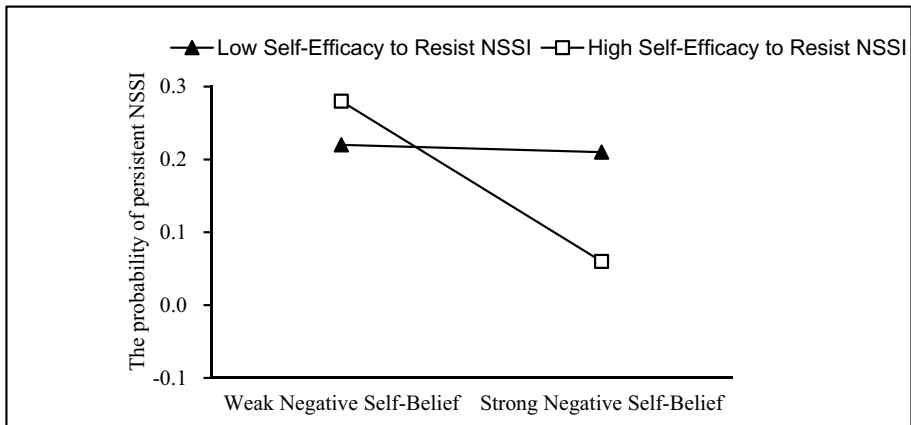 Low Self-Efficacy to Resist NSSI High Self-Efficacy to Resist NSSI
The probability of persistent NSSI
0.3
0.2
0.1
0.0
-0.1
Weak Negative Self-Belief Strong Negative Self-Belief